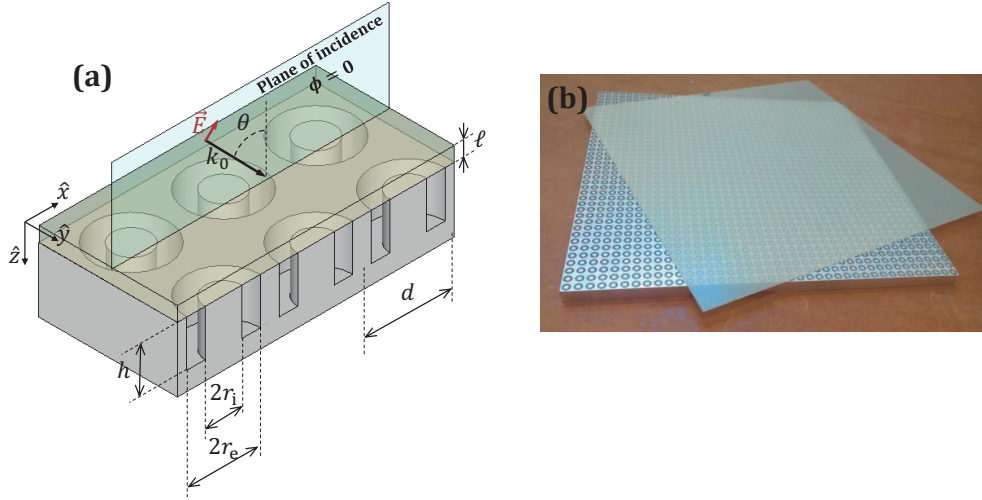 (a)
Plane of incidence
ϕ = 0
E⃗
θ
k₀
ℓ
x̂
ŷ
ẑ
d
h
2rᵢ
2rₑ
(b)